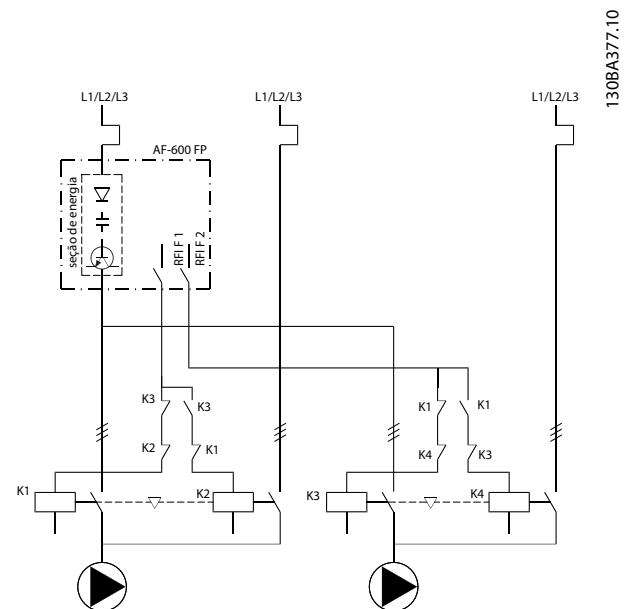 130BA377.10
L1/L2/L3
L1/L2/L3
L1/L2/L3
AF-600 FP
seção de energia
RFI F 1
RFI F 2
K3
K3
K1
K1
K2
K1
K4
K3
K1
K2
K3
K4